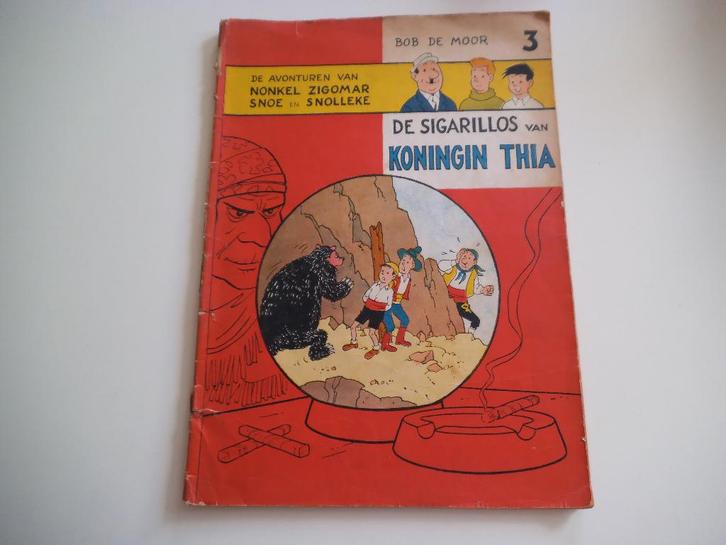 BOB DE MOOR 3
DE AVONTUREN VAN
NONKEL ZIGOMAR
SNOE EN SNOLLEKE
DE SIGARILLOS VAN
KONINGIN THIA